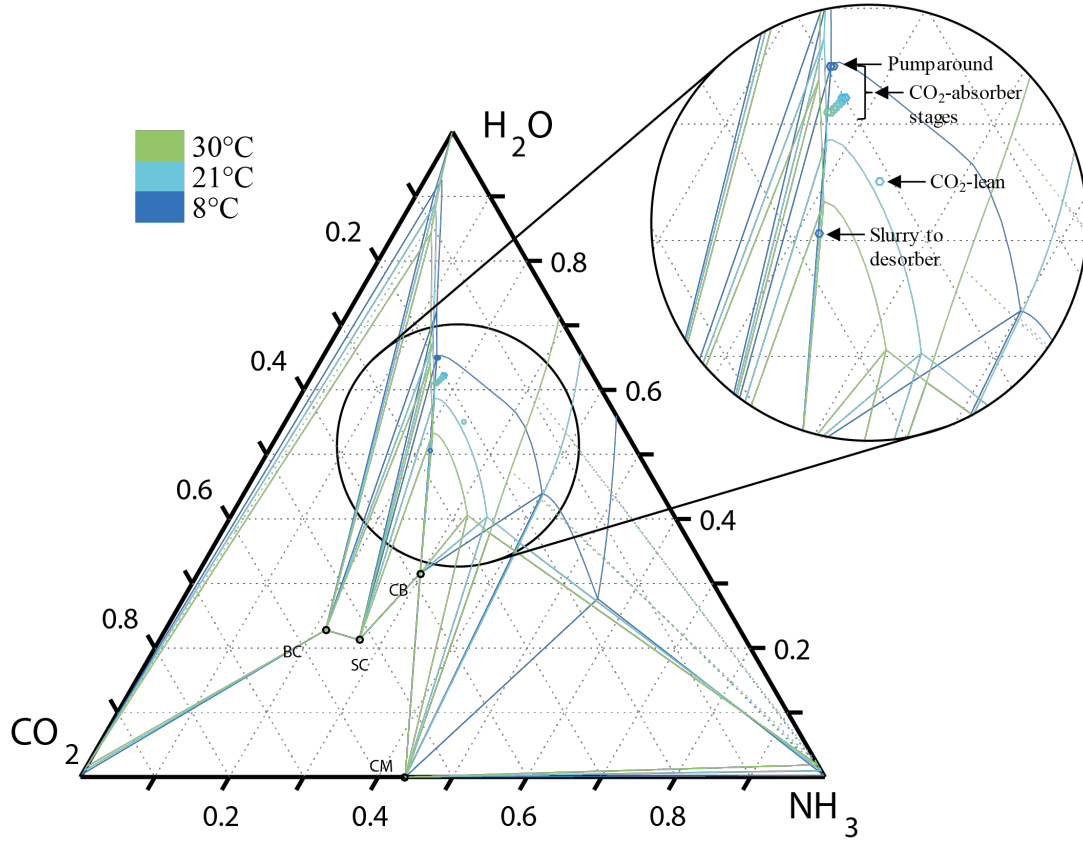 H2O
30°C
21°C
8°C
Pumparound
CO2-absorber
stages
CO2-lean
Slurry to
desorber
0.2
0.8
0.4
0.6
0.6
0.4
CB
0.8
BC
SC
0.2
CO2
CM
NH3
0.2
0.4
0.6
0.8